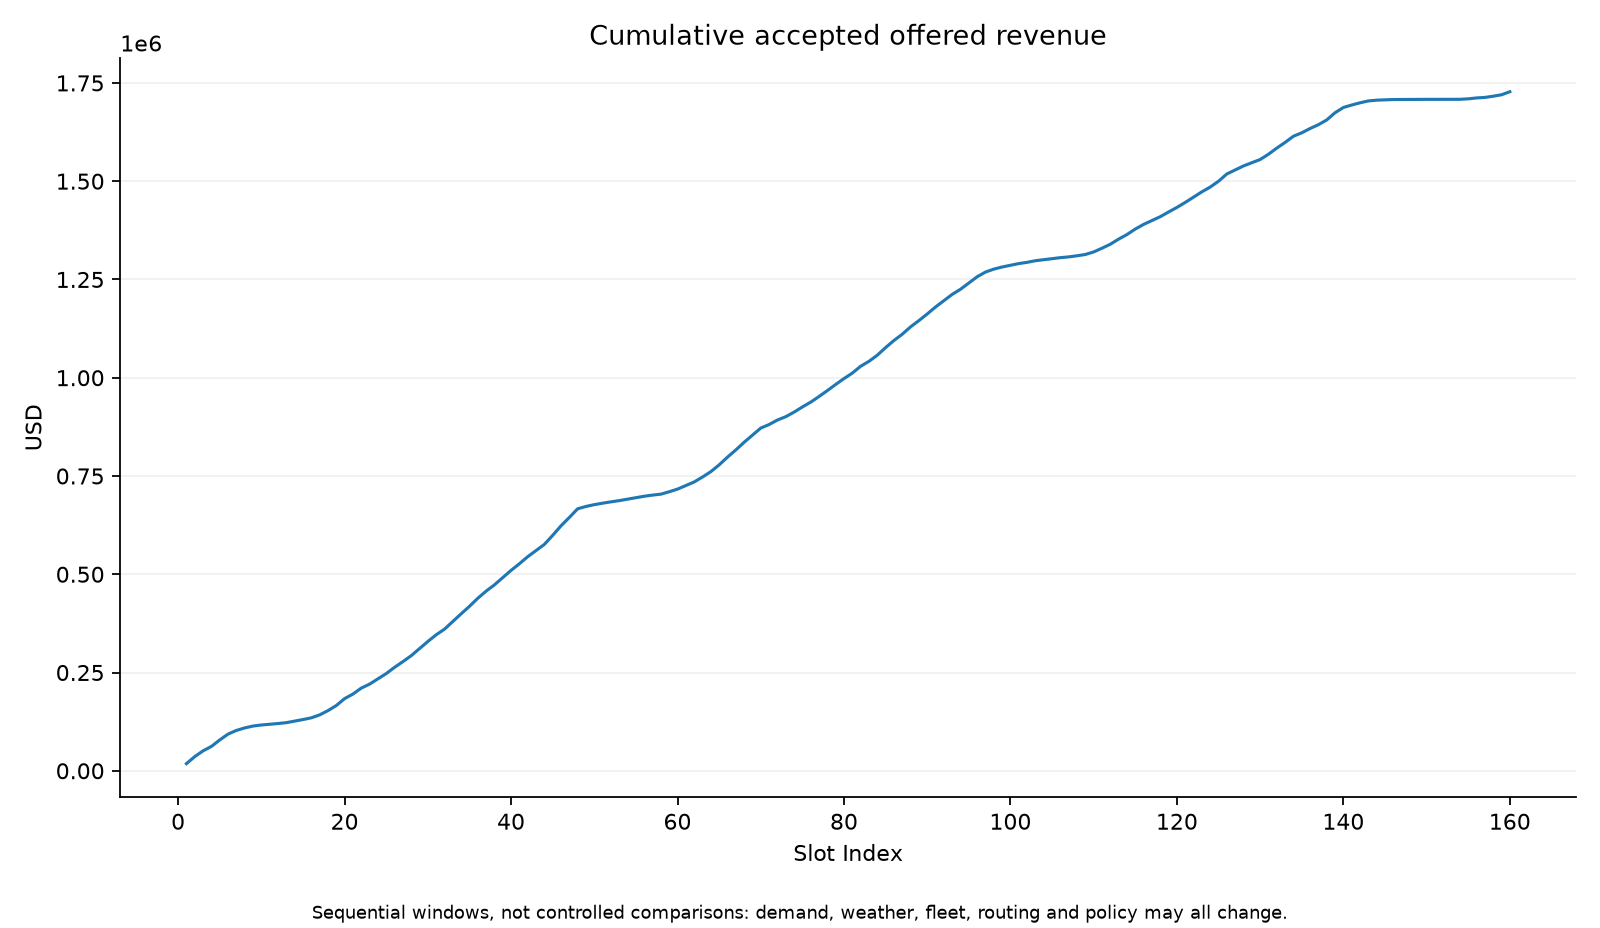 Cumulative accepted offered revenue
1e6
1.75
1.50
1.25
1.00
0.75
0.50
0.25
0.00
USD
0 20 40 60 80 100 120 140 160
Slot Index
Sequential windows, not controlled comparisons: demand, weather, fleet, routing and policy may all change.